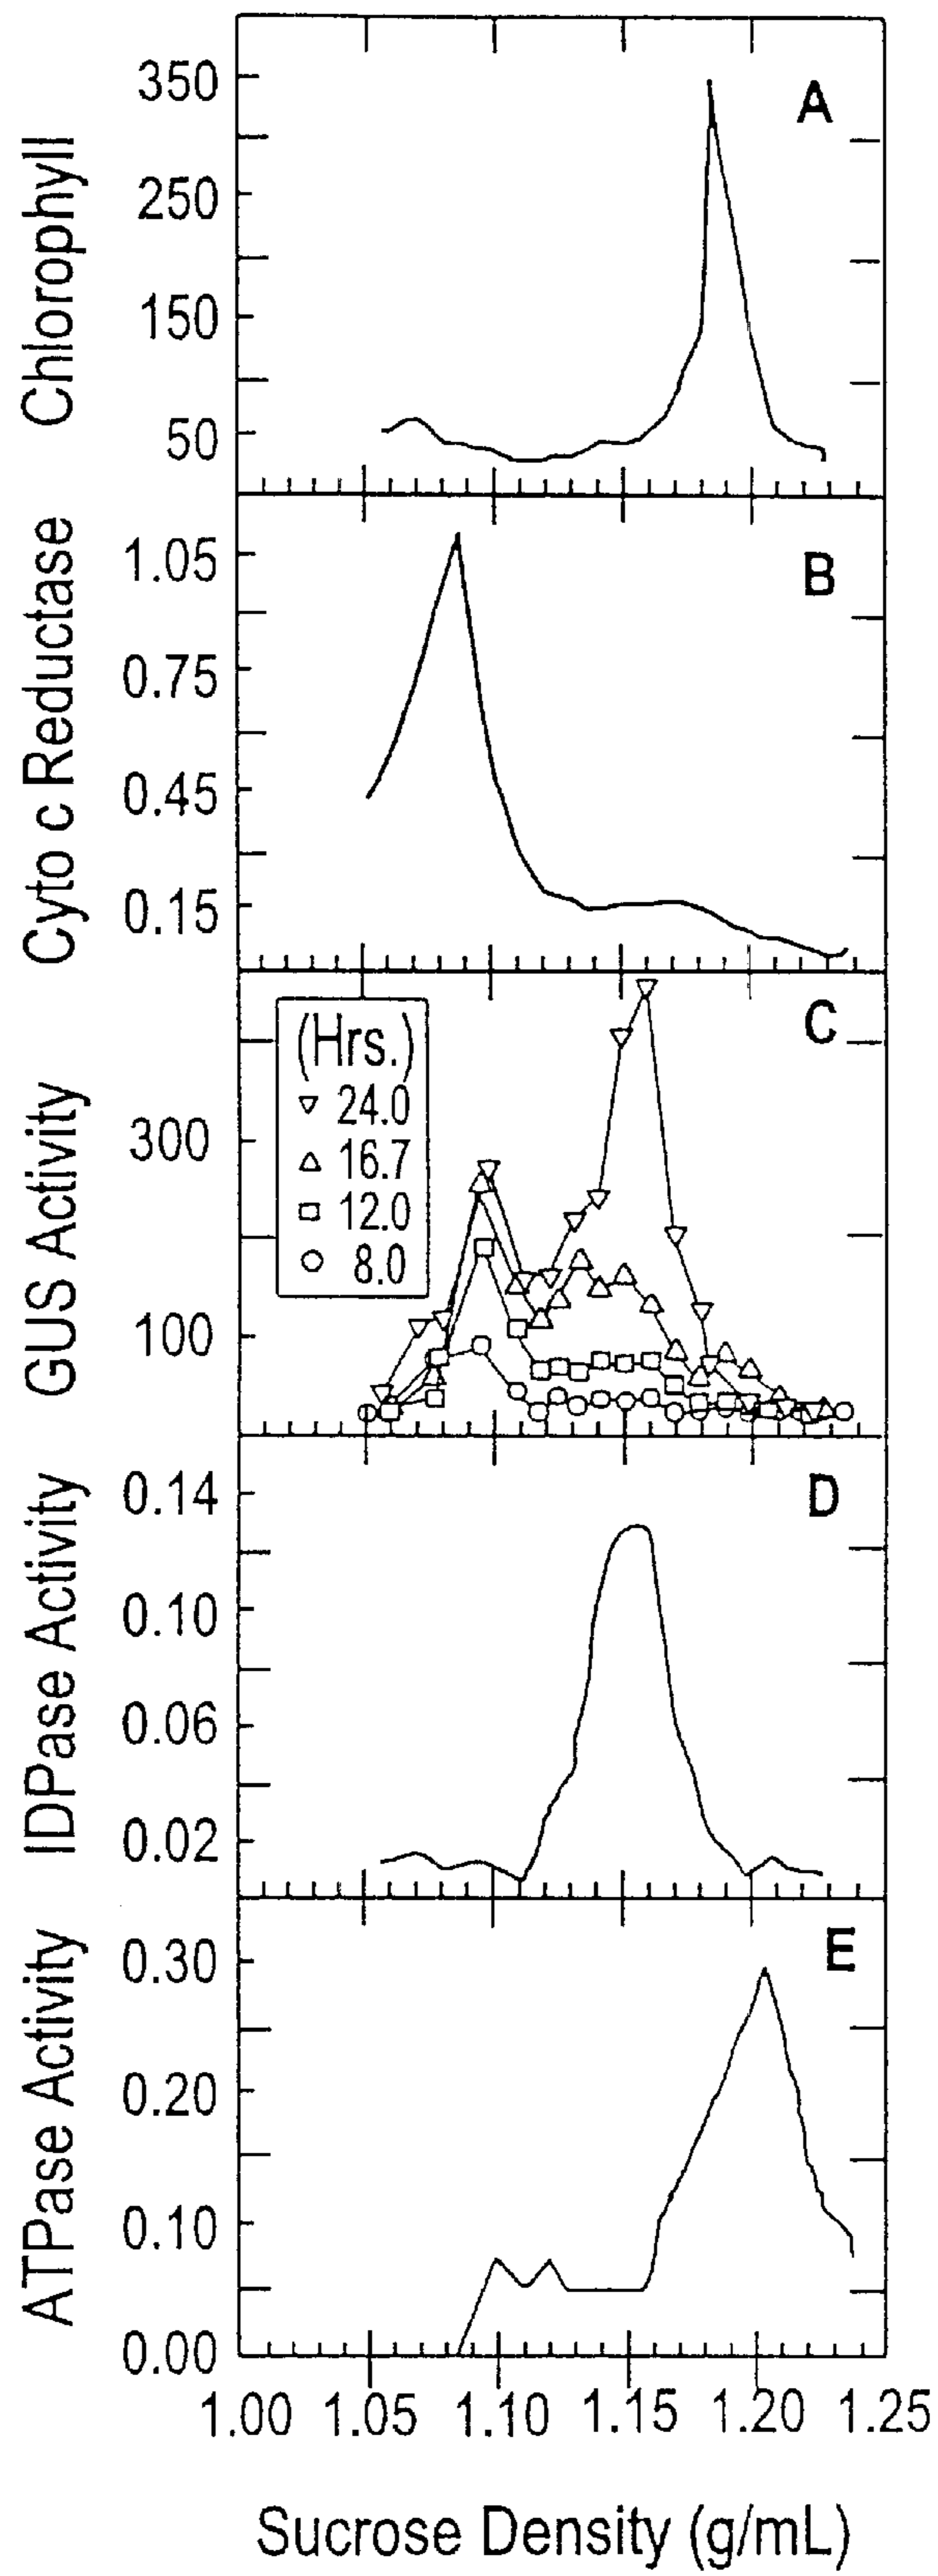 A
350
250
150
50
Chlorophyll
B
1.05
0.75
0.45
0.15
Cyto c Reductase
C
(Hrs.)
24.0
16.7
12.0
8.0
300
100
GUS Activity
D
0.14
0.10
0.06
0.02
IDPase Activity
E
0.30
0.20
0.10
0.00
ATPase Activity
1.00 1.05 1.10 1.15 1.20 1.25
Sucrose Density (g/mL)